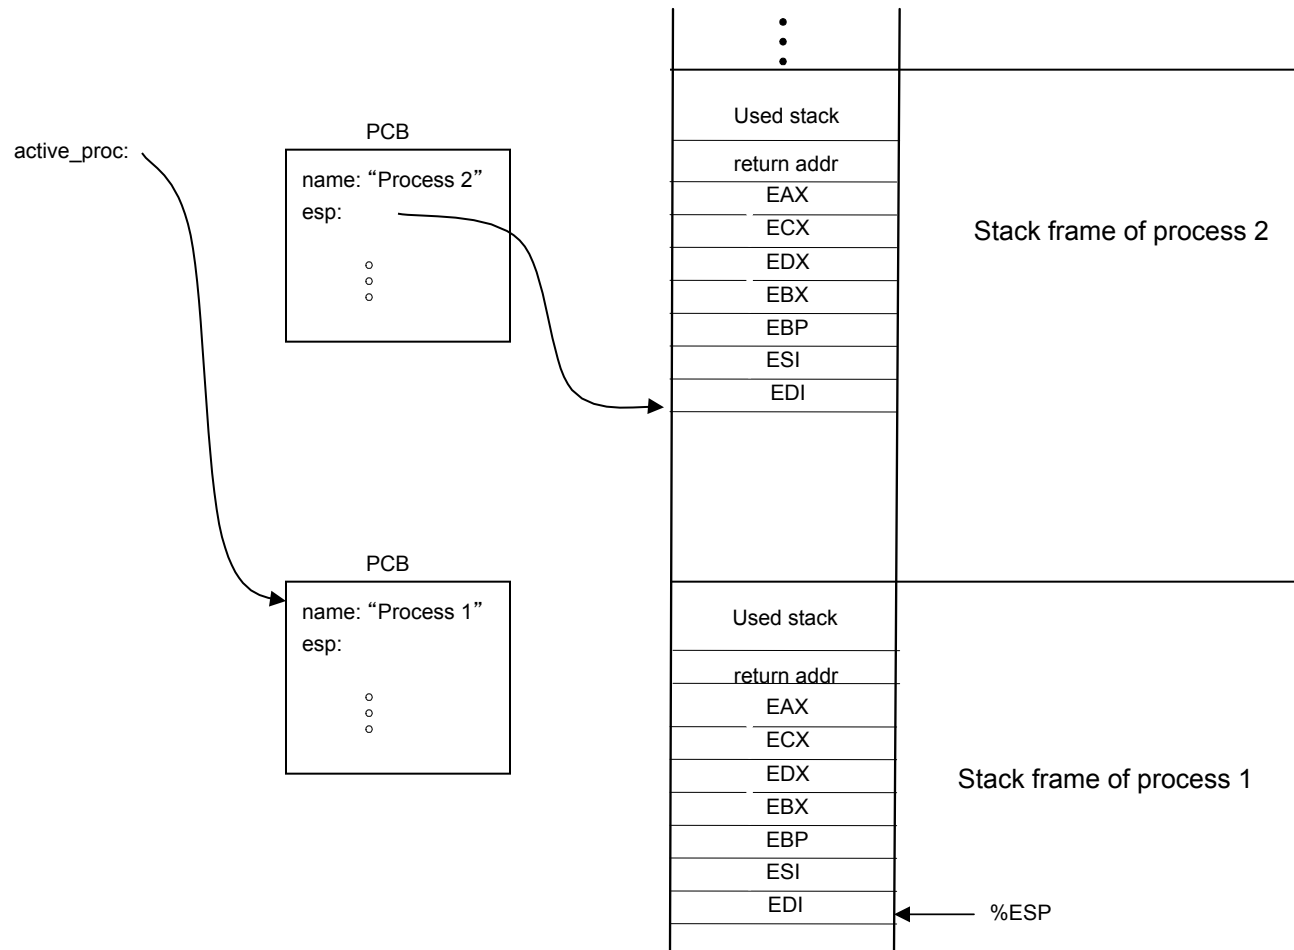 active_proc:
PCB
name: “Process 2”
esp:
PCB
name: “Process 1”
esp:
Used stack
return addr
EAX
ECX
EDX
EBX
EBP
ESI
EDI
Stack frame of process 2
Used stack
return addr
EAX
ECX
EDX
EBX
EBP
ESI
EDI
Stack frame of process 1
%ESP